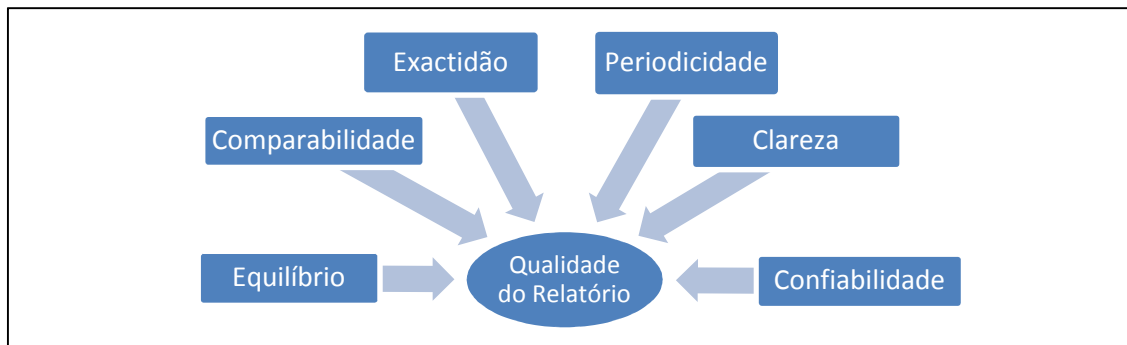 Exactidão
Periodicidade
Comparabilidade
Clareza
Equilíbrio
Qualidade
do Relatório
Confiabilidade